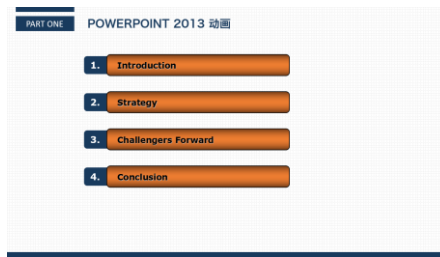 PART ONE POWERPOINT 2013 动画
1. Introduction
2. Strategy
3. Challengers Forward
4. Conclusion